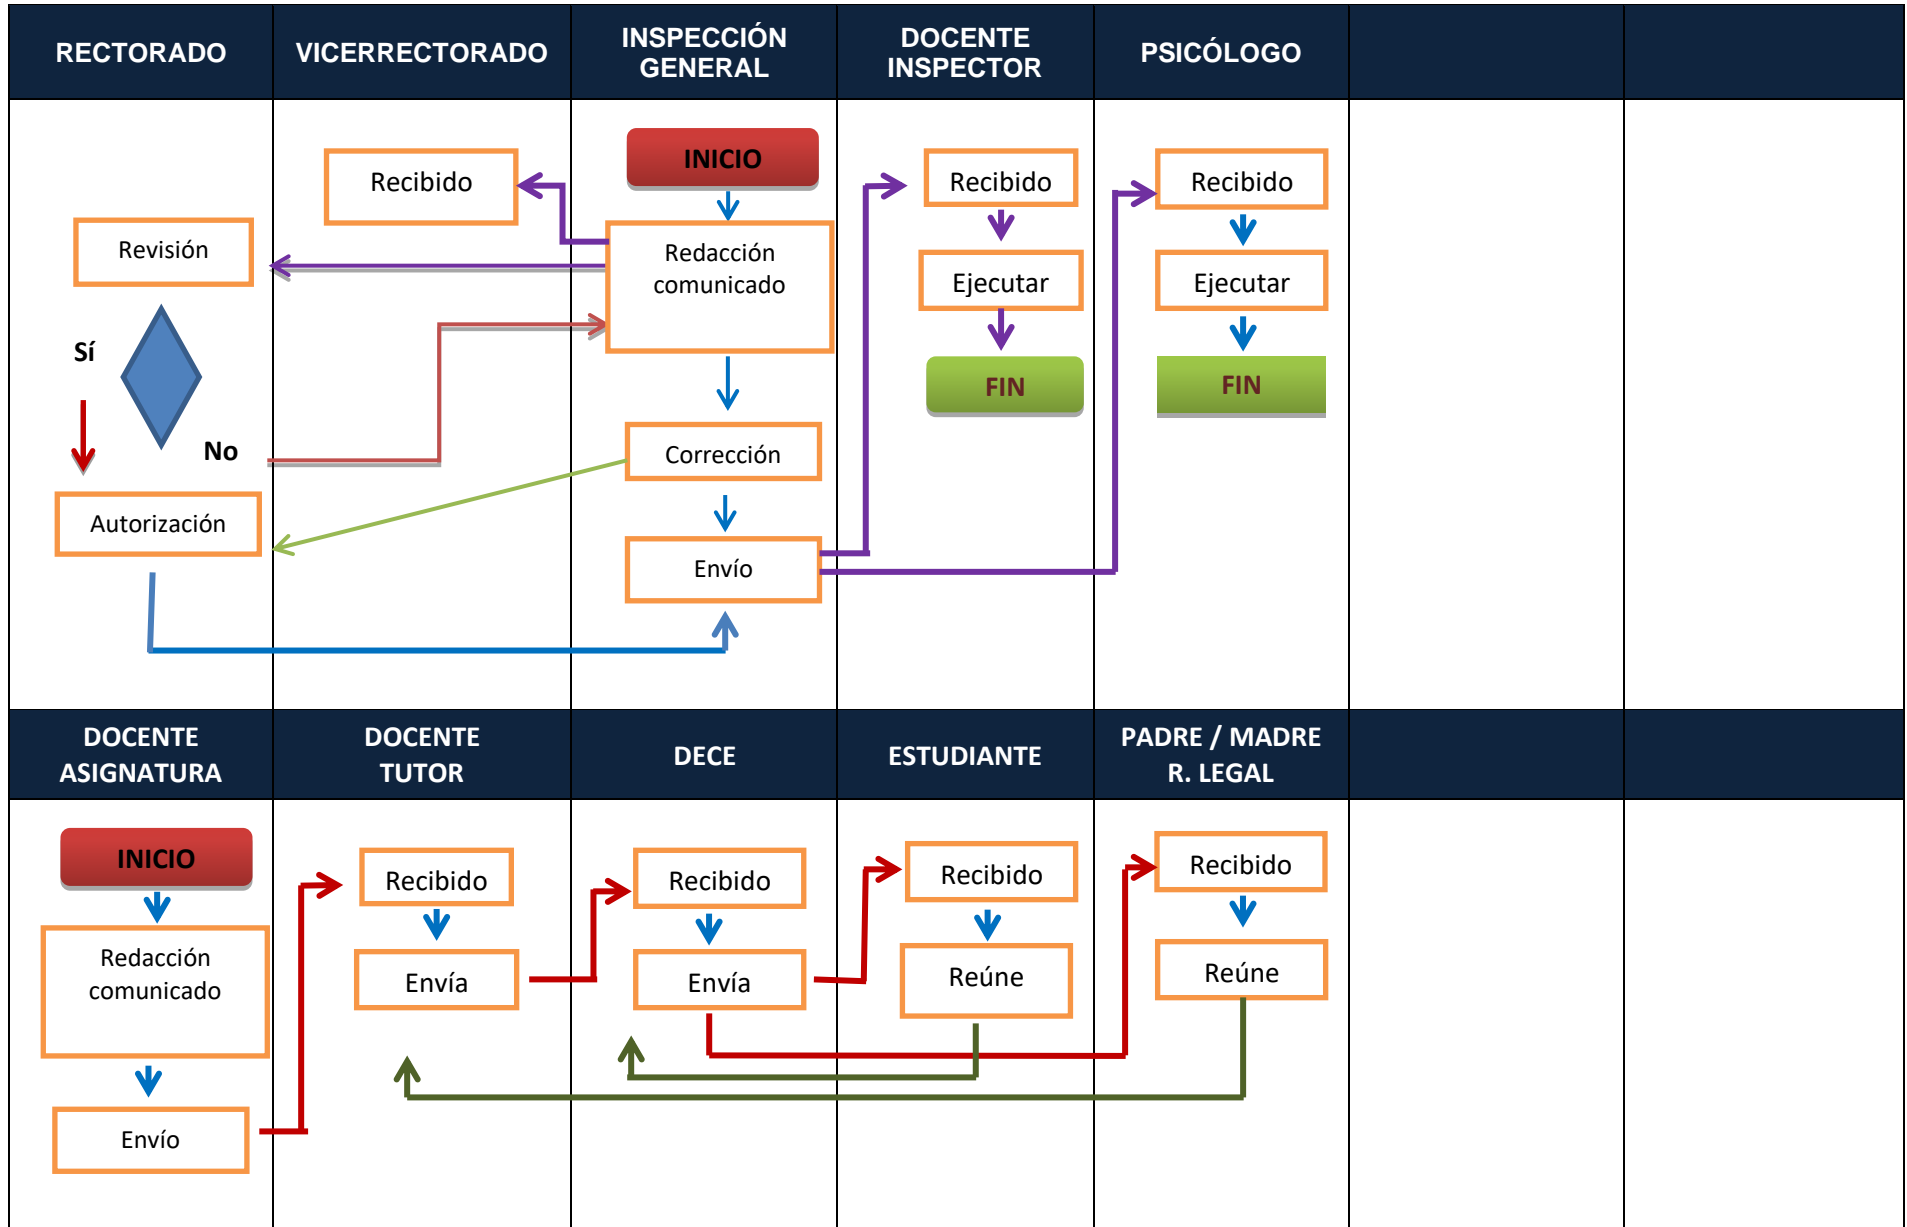 RECTORADO
VICERRECTORADO
INSPECCIÓN
GENERAL
DOCENTE
INSPECTOR
PSICÓLOGO
Revisión
Sí
No
Autorización
Recibido
INICIO
Redacción
comunicado
Corrección
Envío
Recibido
Ejecutar
FIN
Recibido
Ejecutar
FIN
DOCENTE
ASIGNATURA
DOCENTE
TUTOR
DECE
ESTUDIANTE
PADRE / MADRE
R. LEGAL
INICIO
Redacción
comunicado
Envío
Recibido
Envía
Recibido
Envía
Recibido
Reúne
Recibido
Reúne